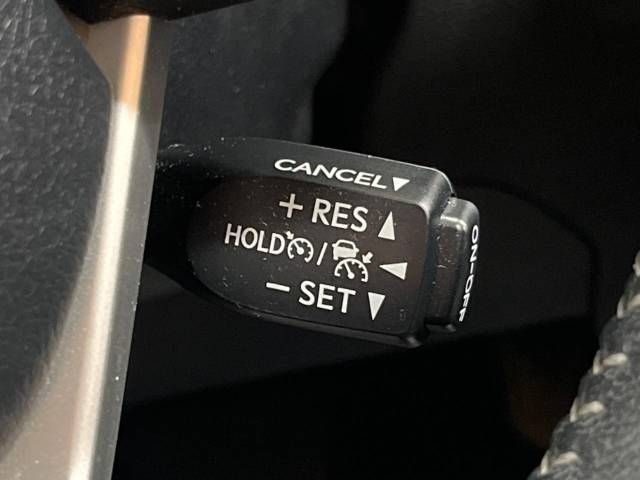 CANCEL▼
+ RES ▲
HOLD / ◀
- SET ▼
ON-OFF